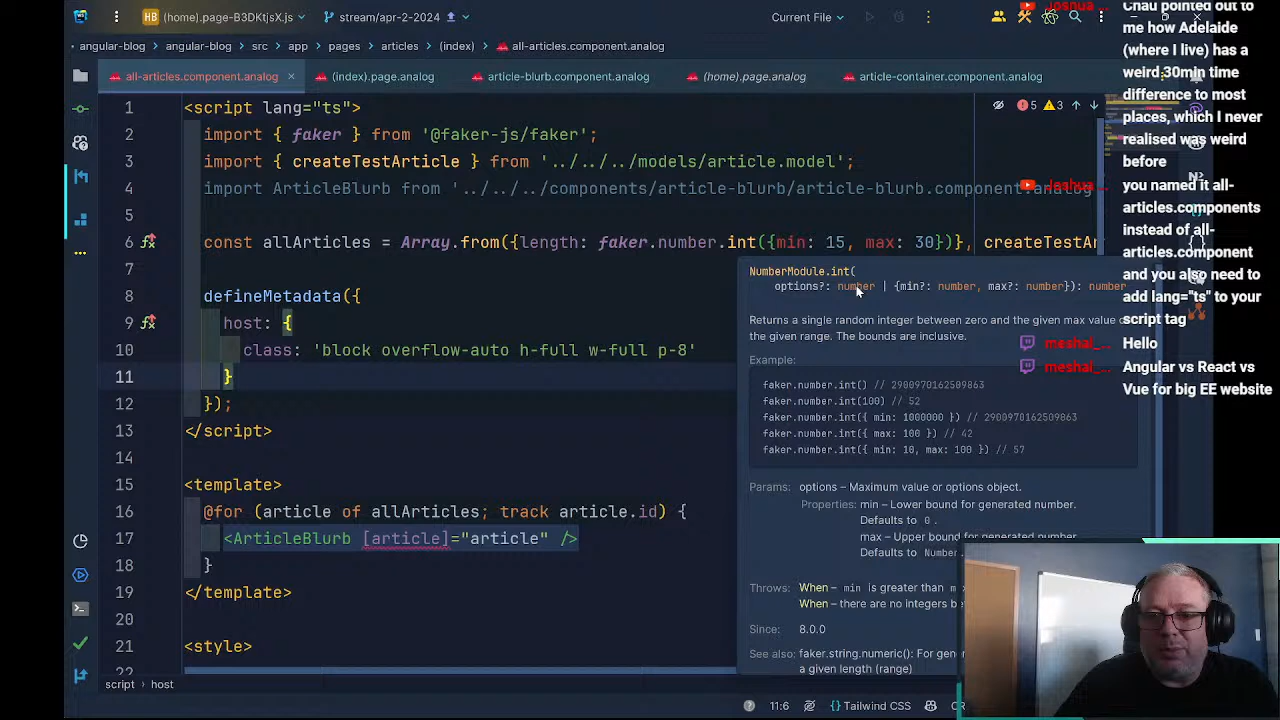 HB (home).page-B3DKtjsX.js
stream/apr-2-2024
Current File
angular-blog
angular-blog
src
app
pages
articles
(index)
all-articles.component.analog
all-articles.component.analog
(index).page.analog
article-blurb.component.analog
(home).page.analog
article-container.component.analog
5 3
1 <script lang="ts">
2 import { faker } from '@faker-js/faker';
3 import { createTestArticle } from '../../../models/article.model';
4 import ArticleBlurb from '../../../components/article-blurb/article-blurb.component.analog
5
6 const allArticles = Array.from({length: faker.number.int({min: 15, max: 30})}, createTestAr
7
8 defineMetadata({
9 host: {
10 class: 'block overflow-auto h-full w-full p-8'
11 }
12 });
13 </script>
14
15 <template>
16 @for (article of allArticles; track article.id) {
17 <ArticleBlurb [article]="article" />
18 }
19 </template>
20
21 <style>
22
NumberModule.int(
options?: number | {min?: number, max?: number}): number
Returns a single random integer between zero and the given max value
the given range. The bounds are inclusive.
Example:
faker.number.int() // 2900970162509863
faker.number.int(100) // 52
faker.number.int({ min: 1000000 }) // 2900970162509863
faker.number.int({ max: 100 }) // 42
faker.number.int({ min: 10, max: 100 }) // 57
Params: options – Maximum value or options object.
Properties: min – Lower bound for generated number.
Defaults to 0.
max – Upper bound for generated number.
Defaults to Number.
Throws: When – min is greater than
When – there are no integers be
Since: 8.0.0
See also: faker.string.numeric(): For gene
a given length (range)
Joshua ...
Chau pointed out to
me how Adelaide
(where I live) has a
weird 30min time
difference to most
places, which I never
realised was weird
before
Joshua ...
you named it all-
articles.components
instead of all-
articles.component
and you also need to
add lang="ts" to your
script tag
meshal_... Hello
meshal_... Angular vs React vs
Vue for big EE website
script
host
11:6
Tailwind CSS